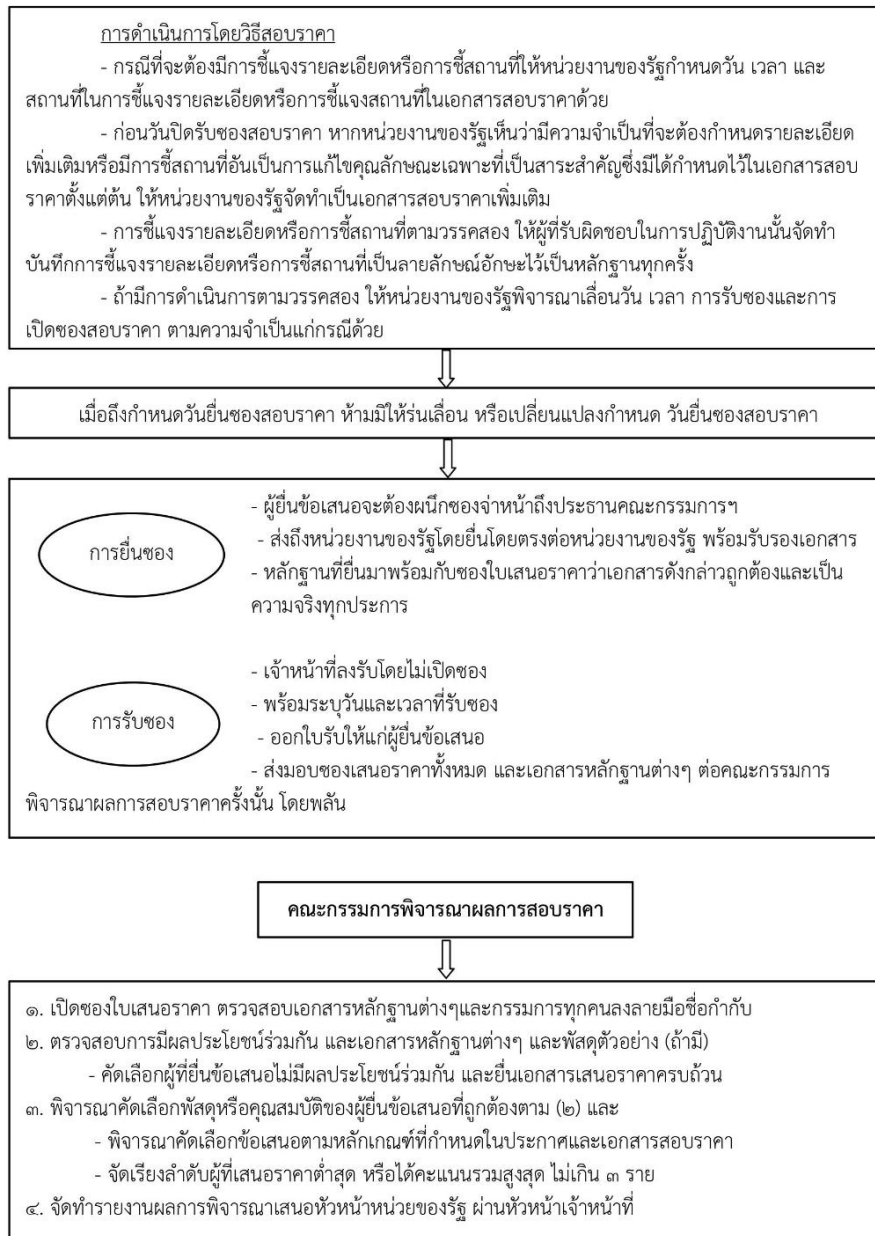 การดำเนินการโดยวิธีสอบราคา
- กรณีที่จะต้องมีการชี้แจงรายละเอียดหรือการชี้สถานที่ให้หน่วยงานของรัฐกำหนดวัน เวลา และ
สถานที่ในการชี้แจงรายละเอียดหรือการชี้แจงสถานที่ในเอกสารสอบราคาด้วย
- ก่อนวันปิดรับซองสอบราคา หากหน่วยงานของรัฐเห็นว่ามีความจำเป็นที่จะต้องกำหนดรายละเอียด
เพิ่มเติมหรือมีการชี้สถานที่อันเป็นการแก้ไขคุณลักษณะเฉพาะที่เป็นสาระสำคัญซึ่งมิได้กำหนดไว้ในเอกสารสอบ
ราคาตั้งแต่ต้น ให้หน่วยงานของรัฐจัดทำเป็นเอกสารสอบราคาเพิ่มเติม
- การชี้แจงรายละเอียดหรือการชี้สถานที่ตามวรรคสอง ให้ผู้ที่รับผิดชอบในการปฏิบัติงานนั้นจัดทำ
บันทึกการชี้แจงรายละเอียดหรือการชี้สถานที่เป็นลายลักษณ์อักษะไว้เป็นหลักฐานทุกครั้ง
- ถ้ามีการดำเนินการตามวรรคสอง ให้หน่วยงานของรัฐพิจารณาเลื่อนวัน เวลา การรับซองและการ
เปิดซองสอบราคา ตามความจำเป็นแก่กรณีด้วย
เมื่อถึงกำหนดวันยื่นซองสอบราคา ห้ามมิให้ร่นเลื่อน หรือเปลี่ยนแปลงกำหนด วันยื่นซองสอบราคา
การยื่นซอง
- ผู้ยื่นข้อเสนอจะต้องผนึกซองจ่าหน้าถึงประธานคณะกรรมการฯ
- ส่งถึงหน่วยงานของรัฐโดยยื่นโดยตรงต่อหน่วยงานของรัฐ พร้อมรับรองเอกสาร
- หลักฐานที่ยื่นมาพร้อมกับซองใบเสนอราคาว่าเอกสารดังกล่าวถูกต้องและเป็น
ความจริงทุกประการ
การรับซอง
- เจ้าหน้าที่ลงรับโดยไม่เปิดซอง
- พร้อมระบุวันและเวลาที่รับซอง
- ออกใบรับให้แก่ผู้ยื่นข้อเสนอ
- ส่งมอบซองเสนอราคาทั้งหมด และเอกสารหลักฐานต่างๆ ต่อคณะกรรมการ
พิจารณาผลการสอบราคาครั้งนั้น โดยพลัน
คณะกรรมการพิจารณาผลการสอบราคา
๑. เปิดซองใบเสนอราคา ตรวจสอบเอกสารหลักฐานต่างๆและกรรมการทุกคนลงลายมือชื่อกำกับ
๒. ตรวจสอบการมีผลประโยชน์ร่วมกัน และเอกสารหลักฐานต่างๆ และพัสดุตัวอย่าง (ถ้ามี)
- คัดเลือกผู้ที่ยื่นข้อเสนอไม่มีผลประโยชน์ร่วมกัน และยื่นเอกสารเสนอราคาครบถ้วน
๓. พิจารณาคัดเลือกพัสดุหรือคุณสมบัติของผู้ยื่นข้อเสนอที่ถูกต้องตาม (๒) และ
- พิจารณาคัดเลือกข้อเสนอตามหลักเกณฑ์ที่กำหนดในประกาศและเอกสารสอบราคา
- จัดเรียงลำดับผู้ที่เสนอราคาต่ำสุด หรือได้คะแนนรวมสูงสุด ไม่เกิน ๓ ราย
๔. จัดทำรายงานผลการพิจารณาเสนอหัวหน้าหน่วยของรัฐ ผ่านหัวหน้าเจ้าหน้าที่